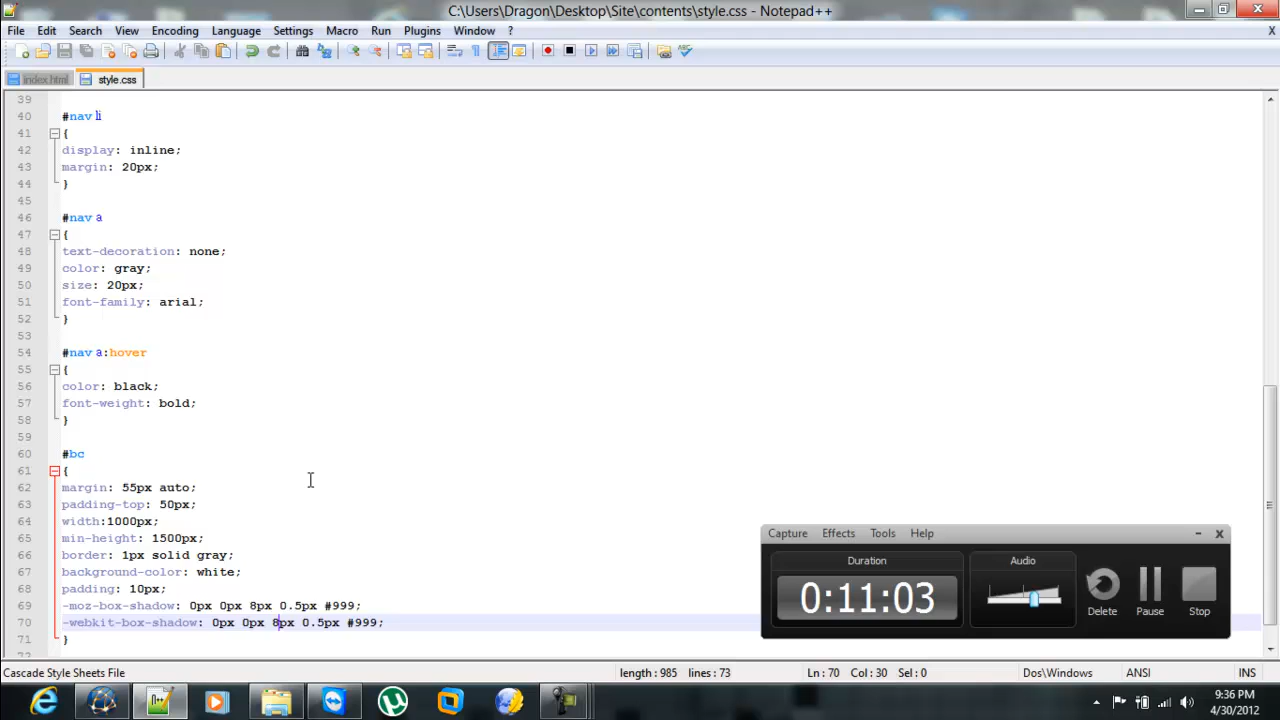 C:\Users\Dragon\Desktop\Site\contents\style.css - Notepad++
File Edit Search View Encoding Language Settings Macro Run Plugins Window ? X
index.html style.css
39
40 #nav li
41 {
42 display: inline;
43 margin: 20px;
44 }
45
46 #nav a
47 {
48 text-decoration: none;
49 color: gray;
50 size: 20px;
51 font-family: arial;
52 }
53
54 #nav a:hover
55 {
56 color: black;
57 font-weight: bold;
58 }
59
60 #bc
61 {
62 margin: 55px auto;
63 padding-top: 50px;
64 width:1000px;
65 min-height: 1500px;
66 border: 1px solid gray;
67 background-color: white;
68 padding: 10px;
69 -moz-box-shadow: 0px 0px 8px 0.5px #999;
70 -webkit-box-shadow: 0px 0px 8px 0.5px #999;
71 }
72
Capture Effects Tools Help
Duration Audio
0:11:03
Delete Pause Stop
Cascade Style Sheets File length : 985 lines : 73 Ln : 70 Col : 30 Sel : 0 Dos\Windows ANSI INS
9:36 PM
4/30/2012